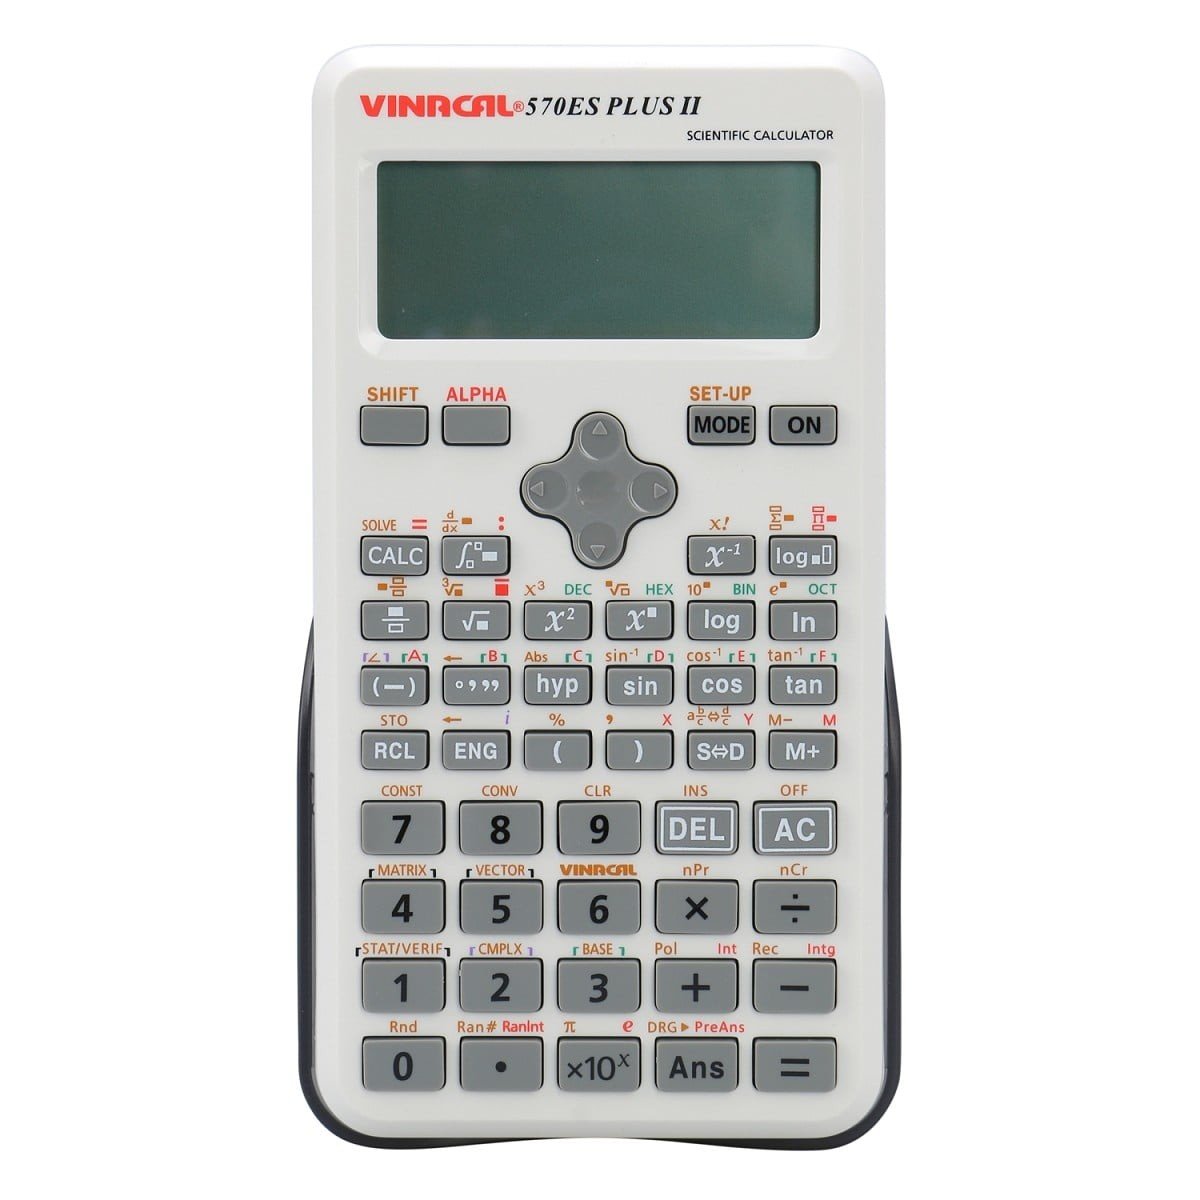 VINACAL® 570ES PLUS II
SCIENTIFIC CALCULATOR
SHIFT ALPHA SET-UP
MODE ON
SOLVE = d/dx ■ : x! Σ■ Π■
CALC ∫■ x⁻¹ log■▯
³√■ x³ DEC ■√▯ HEX 10■ BIN e■ OCT
√■ x² x■ log ln
∠ A ← B Abs C sin⁻¹ D cos⁻¹ E tan⁻¹ F
(−) ° ’ ’’ hyp sin cos tan
STO ← i % , X a b/c⇔d/c Y M− M
RCL ENG ( ) S⇔D M+
CONST CONV CLR INS OFF
7 8 9 DEL AC
MATRIX VECTOR VINACAL nPr nCr
4 5 6 × ÷
STAT/VERIF CMPLX BASE Pol Int Rec Intg
1 2 3 + −
Rnd Ran# RanInt π e DRG▶ PreAns
0 • ×10ˣ Ans =